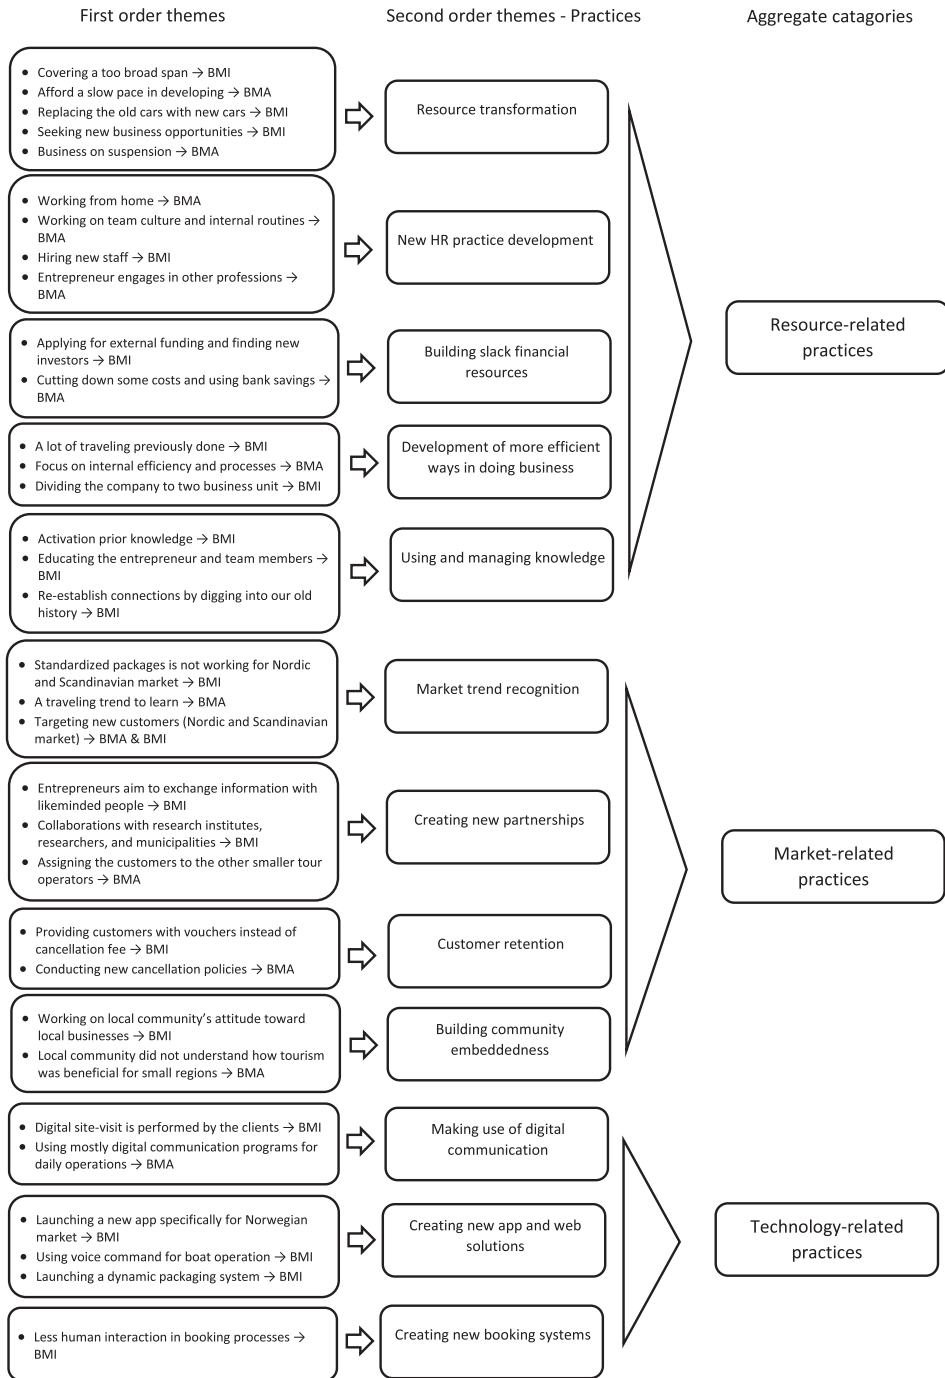 First order themes
Second order themes - Practices
Aggregate catagories
• Covering a too broad span → BMI
• Afford a slow pace in developing → BMA
• Replacing the old cars with new cars → BMI
• Seeking new business opportunities → BMI
• Business on suspension → BMA
Resource transformation
• Working from home → BMA
• Working on team culture and internal routines →
BMA
• Hiring new staff → BMI
• Entrepreneur engages in other professions →
BMA
New HR practice development
• Applying for external funding and finding new
investors → BMI
• Cutting down some costs and using bank savings →
BMA
Building slack financial
resources
• A lot of traveling previously done → BMI
• Focus on internal efficiency and processes → BMA
• Dividing the company to two business unit → BMI
Development of more efficient
ways in doing business
• Activation prior knowledge → BMI
• Educating the entrepreneur and team members →
BMI
• Re-establish connections by digging into our old
history → BMI
Using and managing knowledge
Resource-related
practices
• Standardized packages is not working for Nordic
and Scandinavian market → BMI
• A traveling trend to learn → BMA
• Targeting new customers (Nordic and Scandinavian
market) → BMA & BMI
Market trend recognition
• Entrepreneurs aim to exchange information with
likeminded people → BMI
• Collaborations with research institutes,
researchers, and municipalities → BMI
• Assigning the customers to the other smaller tour
operators → BMA
Creating new partnerships
• Providing customers with vouchers instead of
cancellation fee → BMI
• Conducting new cancellation policies → BMA
Customer retention
• Working on local community’s attitude toward
local businesses → BMI
• Local community did not understand how tourism
was beneficial for small regions → BMA
Building community
embeddedness
Market-related
practices
• Digital site-visit is performed by the clients → BMI
• Using mostly digital communication programs for
daily operations → BMA
Making use of digital
communication
• Launching a new app specifically for Norwegian
market → BMI
• Using voice command for boat operation → BMI
• Launching a dynamic packaging system → BMI
Creating new app and web
solutions
• Less human interaction in booking processes →
BMI
Creating new booking systems
Technology-related
practices